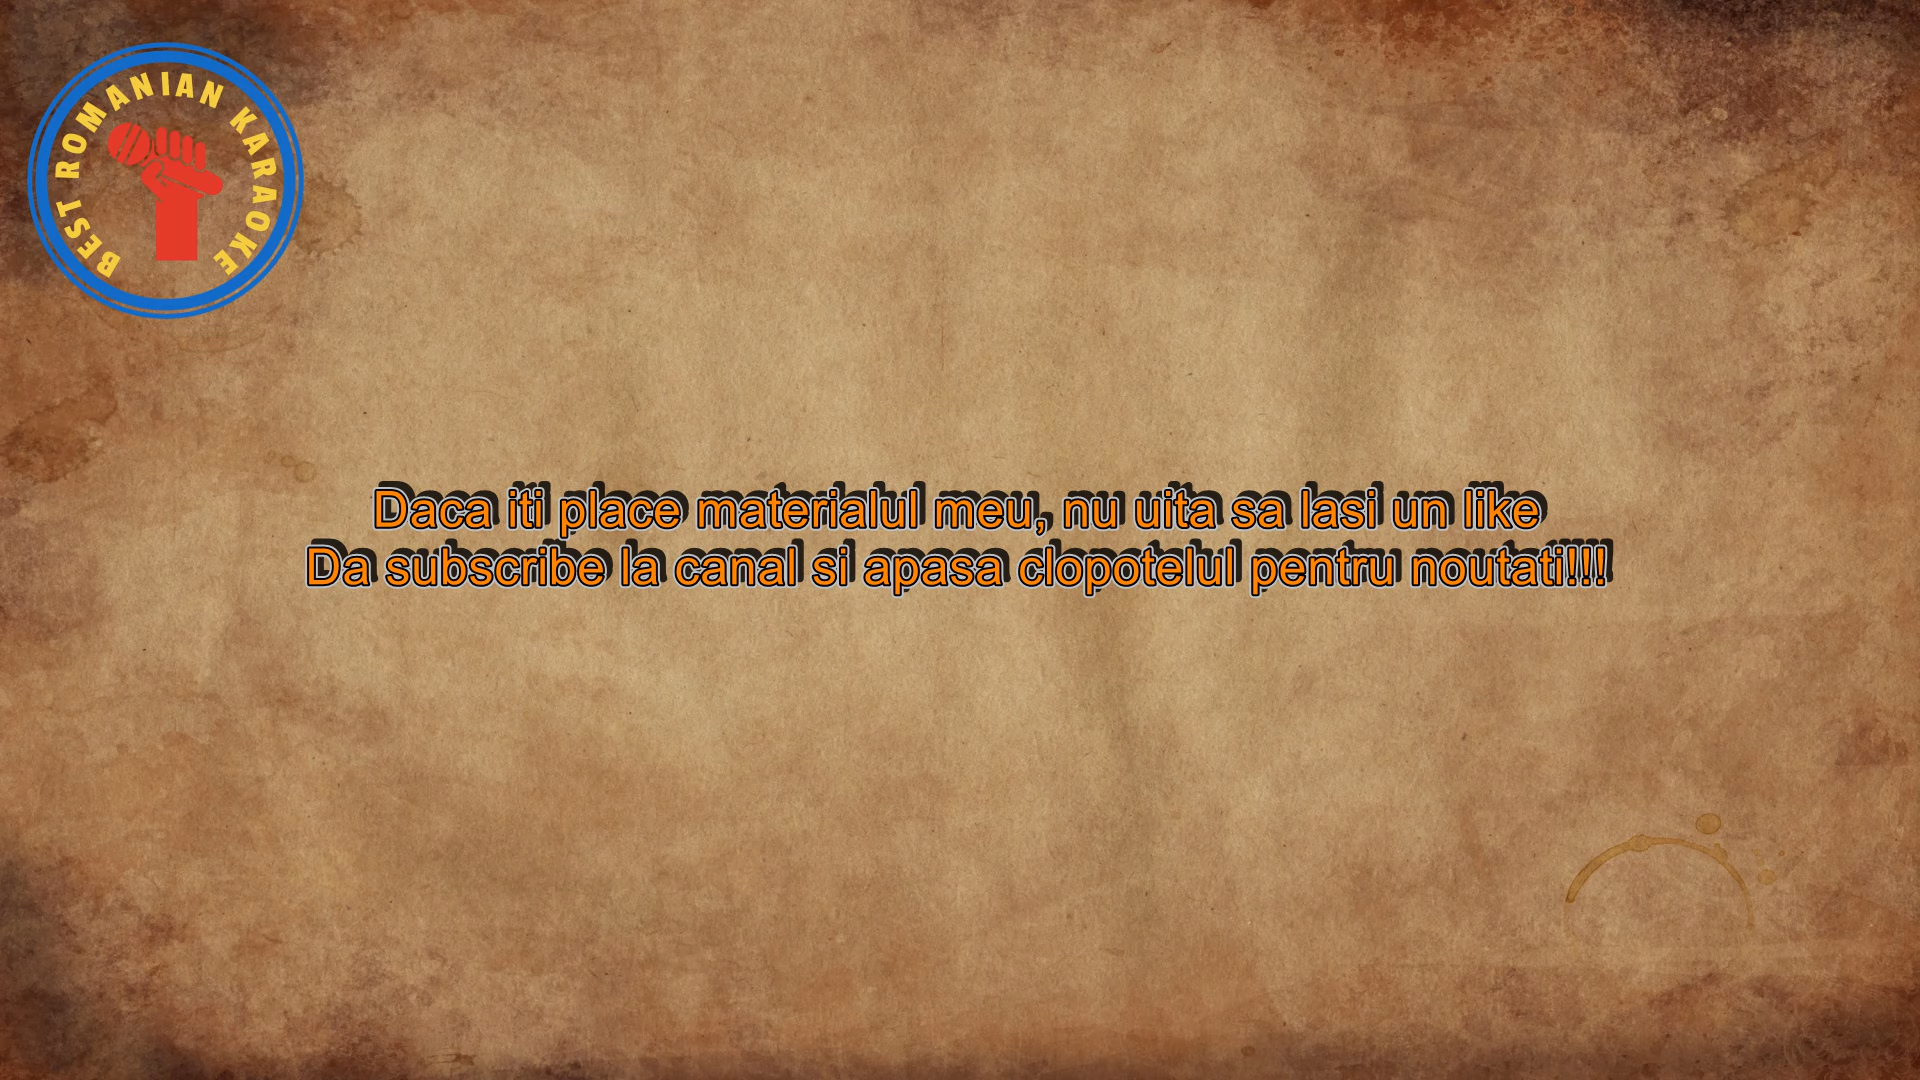 BEST ROMANIAN KARAOKE
Daca iti place materialul meu, nu uita sa lasi un like
Da subscribe la canal si apasa clopotelul pentru noutati!!!